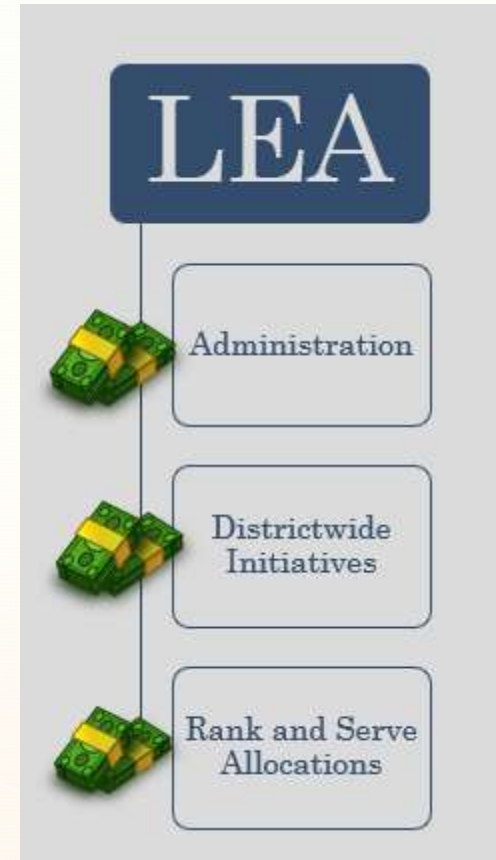 LEA
Administration
Districtwide
Initiatives
Rank and Serve
Allocations